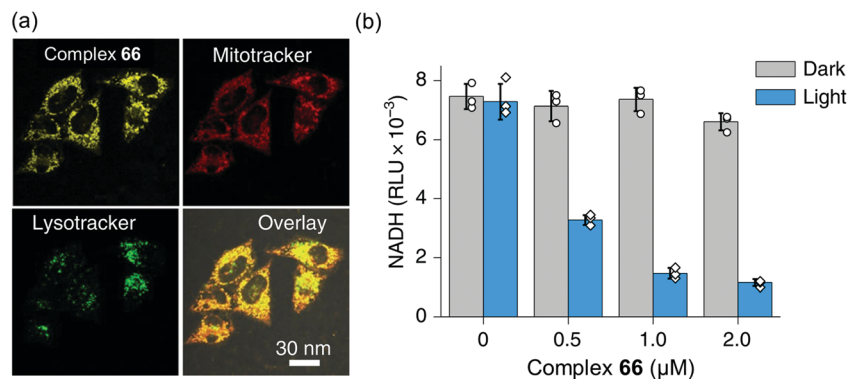 (a)
Complex 66
Mitotracker
Lysotracker
Overlay
30 nm
(b)
Dark
Light
NADH (RLU × 10⁻³)
8
6
4
2
0
0 0.5 1.0 2.0
Complex 66 (μM)